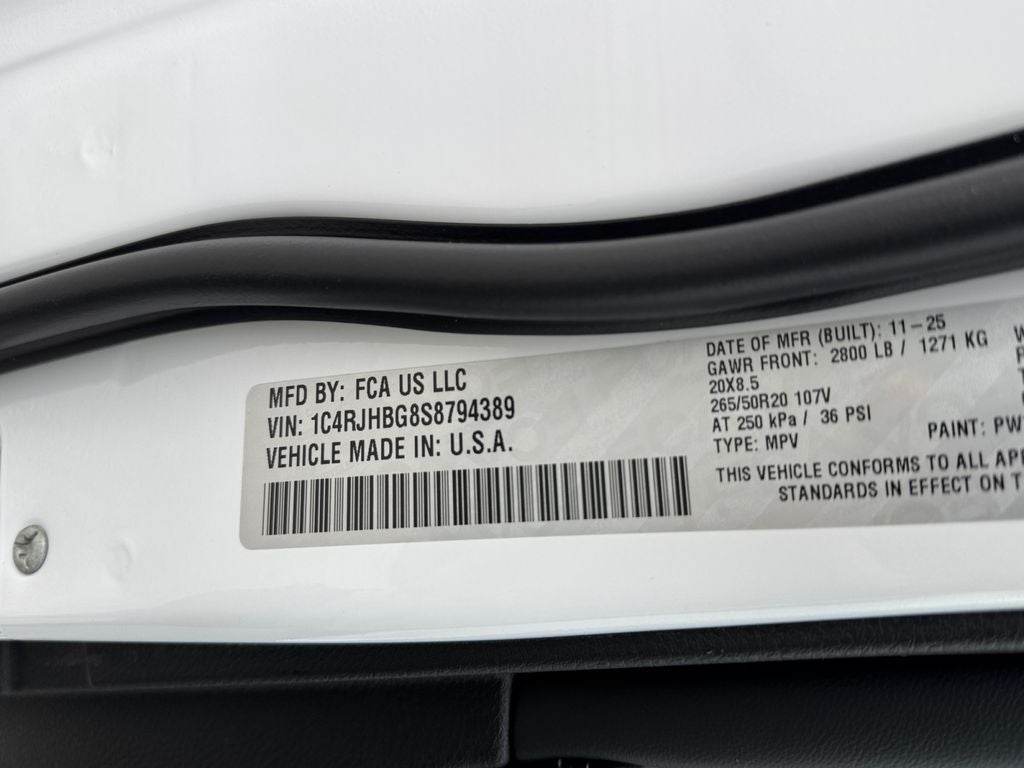 MFD BY: FCA US LLC
VIN: 1C4RJHBG8S8794389
VEHICLE MADE IN: U.S.A.
DATE OF MFR (BUILT): 11-25
GAWR FRONT: 2800 LB / 1271 KG
20X8.5
265/50R20 107V
AT 250 kPa / 36 PSI
TYPE: MPV
PAINT: PW
THIS VEHICLE CONFORMS TO ALL AP
STANDARDS IN EFFECT ON T